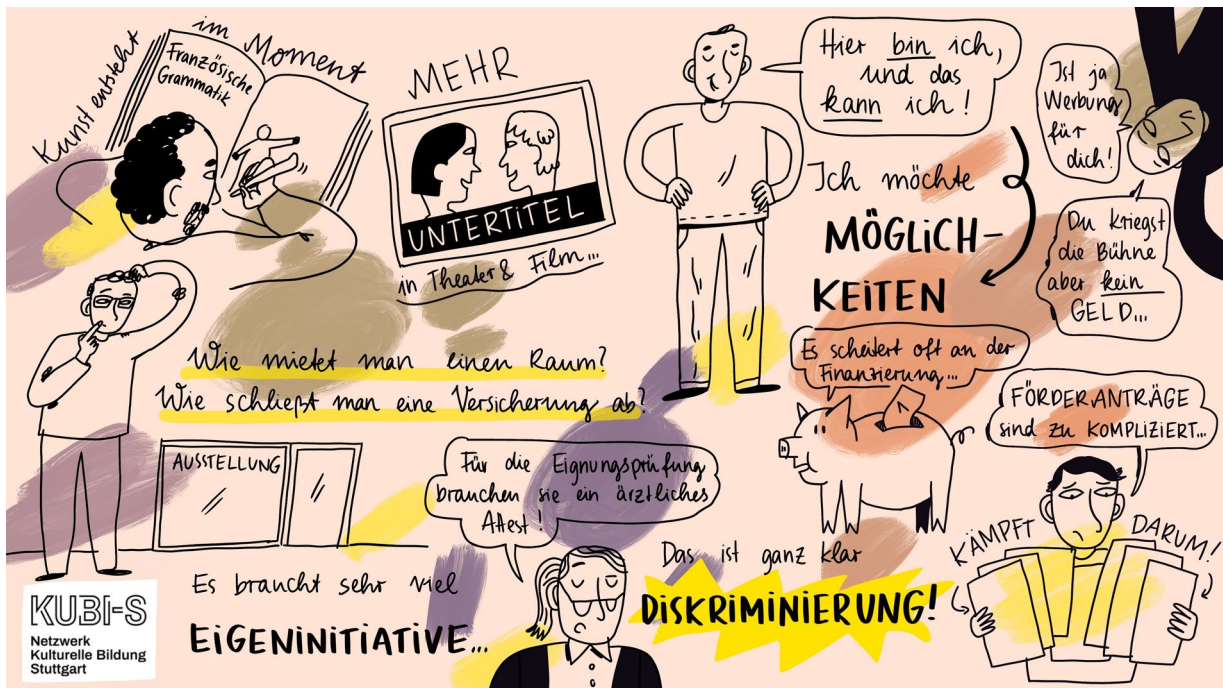 Kunst entsteht im Moment
Französische
Grammatik
MEHR
UNTERTITEL
in Theater & Film...
Hier bin ich,
und das
kann ich!
Ist ja
Werbung
für
dich!
Ich möchte
MÖGLICH-
KEITEN
Du kriegst
die Bühne
aber kein
GELD...
Wie mietet man einen Raum?
Wie schließt man eine Versicherung ab?
Es scheitert oft an der
Finanzierung...
FÖRDERANTRÄGE
sind zu KOMPLIZIERT...
AUSSTELLUNG
Für die Eignungsprüfung
brauchen sie ein ärztliches
Attest!
KÄMPFT DARUM!
Es braucht sehr viel
EIGENINITIATIVE...
Das ist ganz klar
DISKRIMINIERUNG!
KUBI-S
Netzwerk
Kulturelle Bildung
Stuttgart